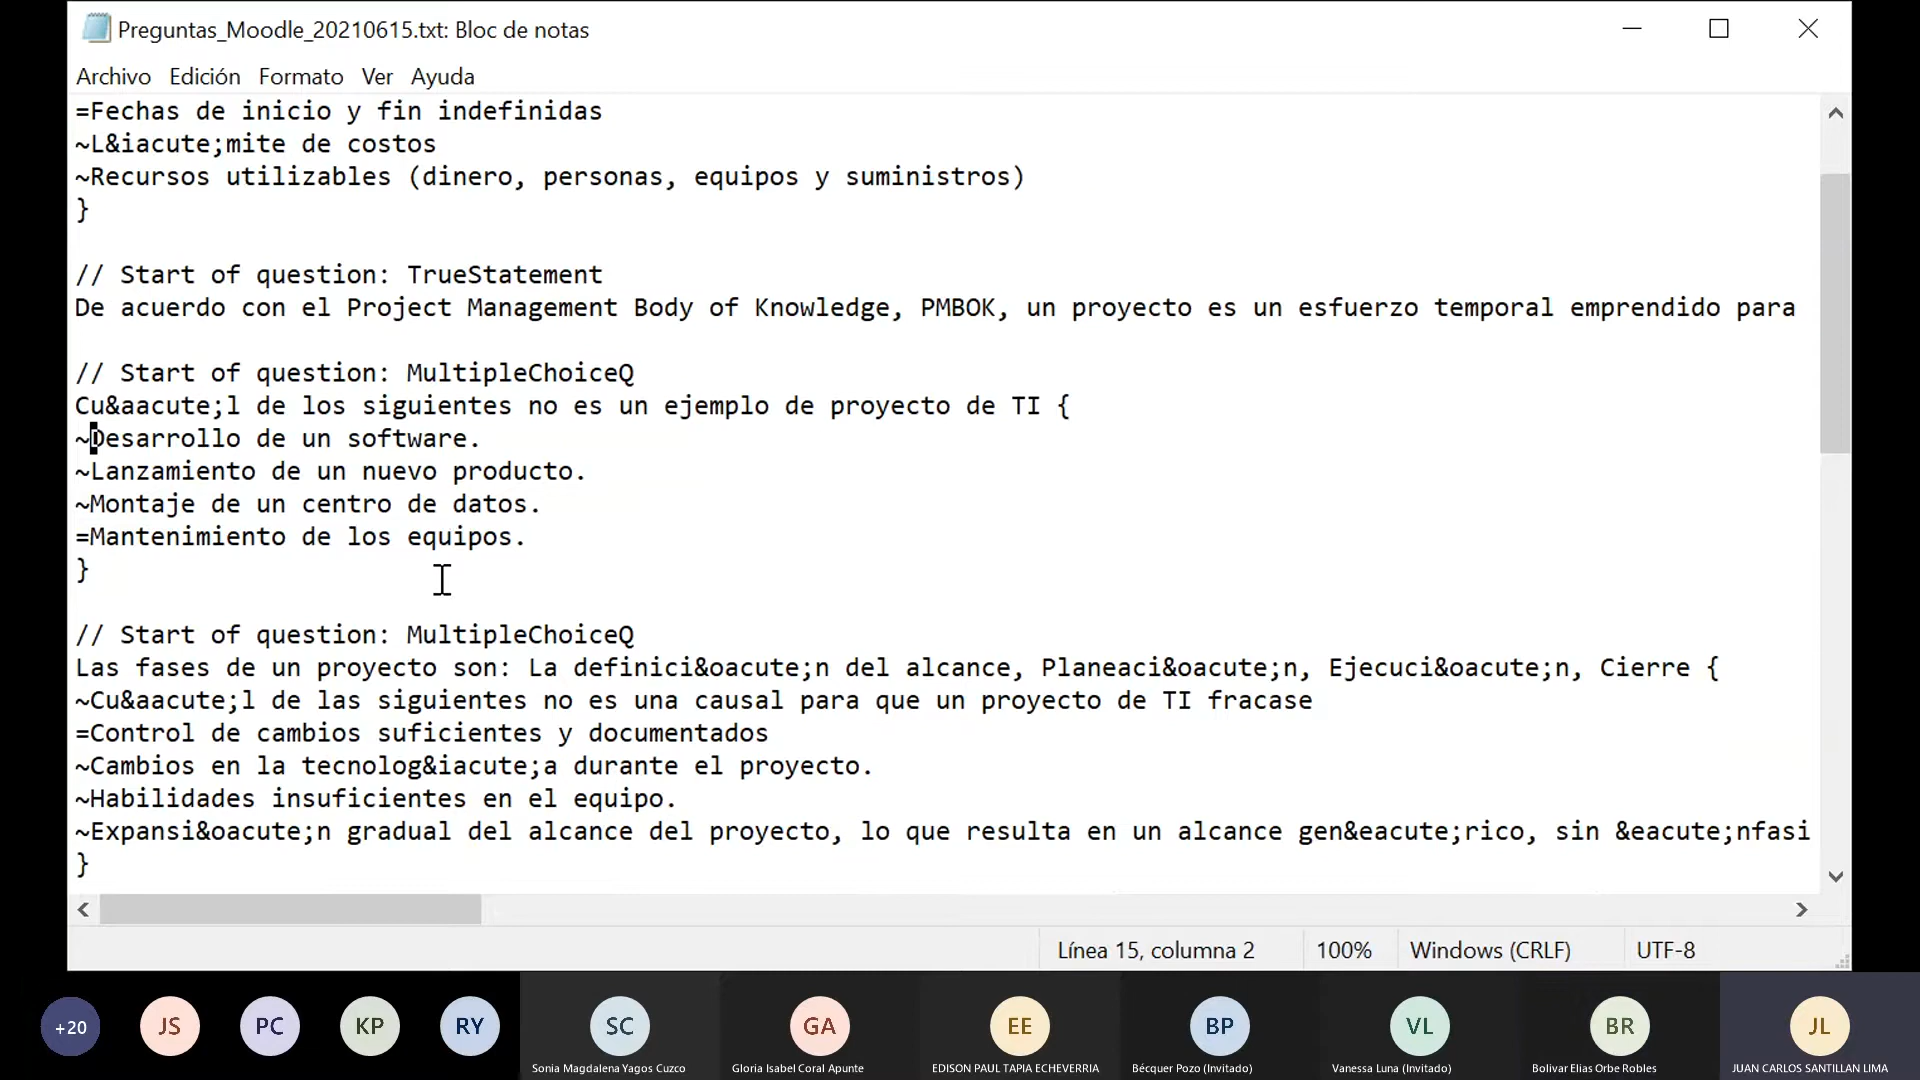 Preguntas_Moodle_20210615.txt: Bloc de notas
Archivo Edición Formato Ver Ayuda
=Fechas de inicio y fin indefinidas
~L&iacute;mite de costos
~Recursos utilizables (dinero, personas, equipos y suministros)
}
// Start of question: TrueStatement
De acuerdo con el Project Management Body of Knowledge, PMBOK, un proyecto es un esfuerzo temporal emprendido para
// Start of question: MultipleChoiceQ
Cu&aacute;l de los siguientes no es un ejemplo de proyecto de TI {
~Desarrollo de un software.
~Lanzamiento de un nuevo producto.
~Montaje de un centro de datos.
=Mantenimiento de los equipos.
}
// Start of question: MultipleChoiceQ
Las fases de un proyecto son: La definici&oacute;n del alcance, Planeaci&oacute;n, Ejecuci&oacute;n, Cierre {
~Cu&aacute;l de las siguientes no es una causal para que un proyecto de TI fracase
=Control de cambios suficientes y documentados
~Cambios en la tecnolog&iacute;a durante el proyecto.
~Habilidades insuficientes en el equipo.
~Expansi&oacute;n gradual del alcance del proyecto, lo que resulta en un alcance gen&eacute;rico, sin &eacute;nfasi
}
Línea 15, columna 2 100% Windows (CRLF) UTF-8
+20 JS PC KP RY SC GA EE BP VL BR JL
Sonia Magdalena Yagos Cuzco Gloria Isabel Coral Apunte EDISON PAUL TAPIA ECHEVERRIA Bécquer Pozo (Invitado) Vanessa Luna (Invitado) Bolivar Elias Orbe Robles JUAN CARLOS SANTILLAN LIMA